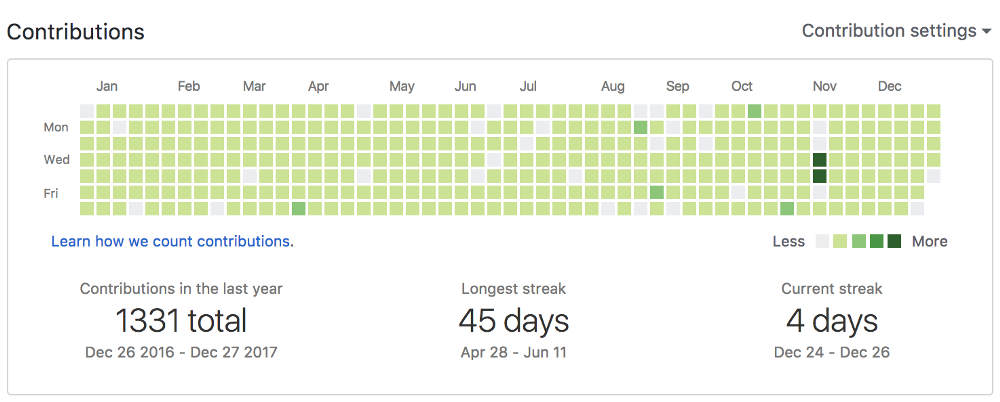 Contributions
Contribution settings
Jan Feb Mar Apr May Jun Jul Aug Sep Oct Nov Dec
Mon
Wed
Fri
Learn how we count contributions.
Less More
Contributions in the last year
1331 total
Dec 26 2016 - Dec 27 2017
Longest streak
45 days
Apr 28 - Jun 11
Current streak
4 days
Dec 24 - Dec 26